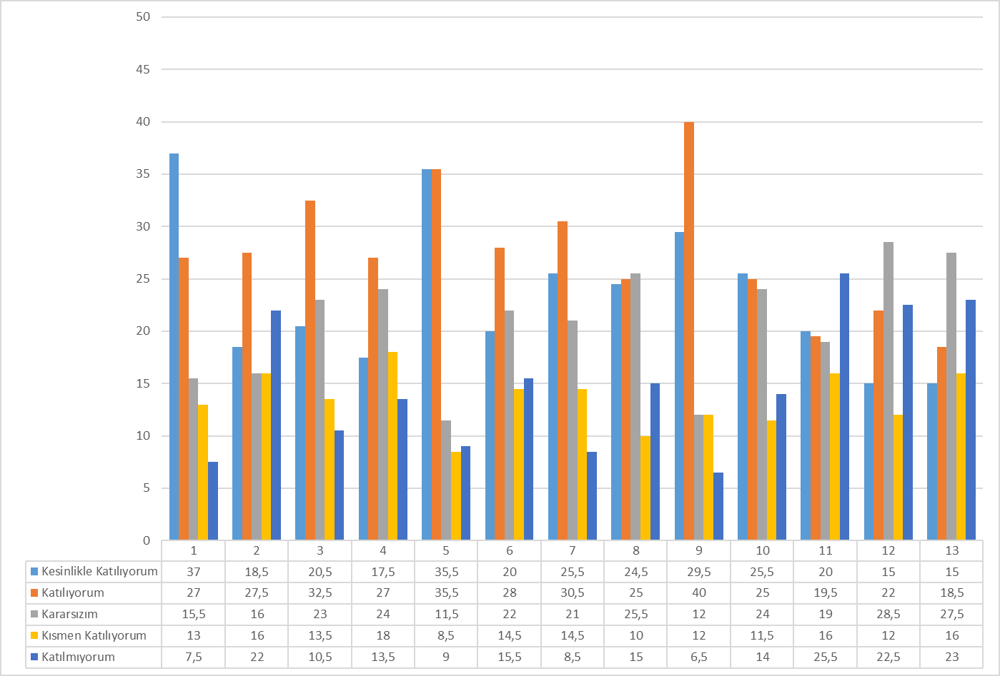 50
45
40
35
30
25
20
15
10
5
0
1 2 3 4 5 6 7 8 9 10 11 12 13
Kesinlikle Katılıyorum 37 18,5 20,5 17,5 35,5 20 25,5 24,5 29,5 25,5 20 15 15
Katılıyorum 27 27,5 32,5 27 35,5 28 30,5 25 40 25 19,5 22 18,5
Kararsızım 15,5 16 23 24 11,5 22 21 25,5 12 24 19 28,5 27,5
Kısmen Katılıyorum 13 16 13,5 18 8,5 14,5 14,5 10 12 11,5 16 12 16
Katılmıyorum 7,5 22 10,5 13,5 9 15,5 8,5 15 6,5 14 25,5 22,5 23